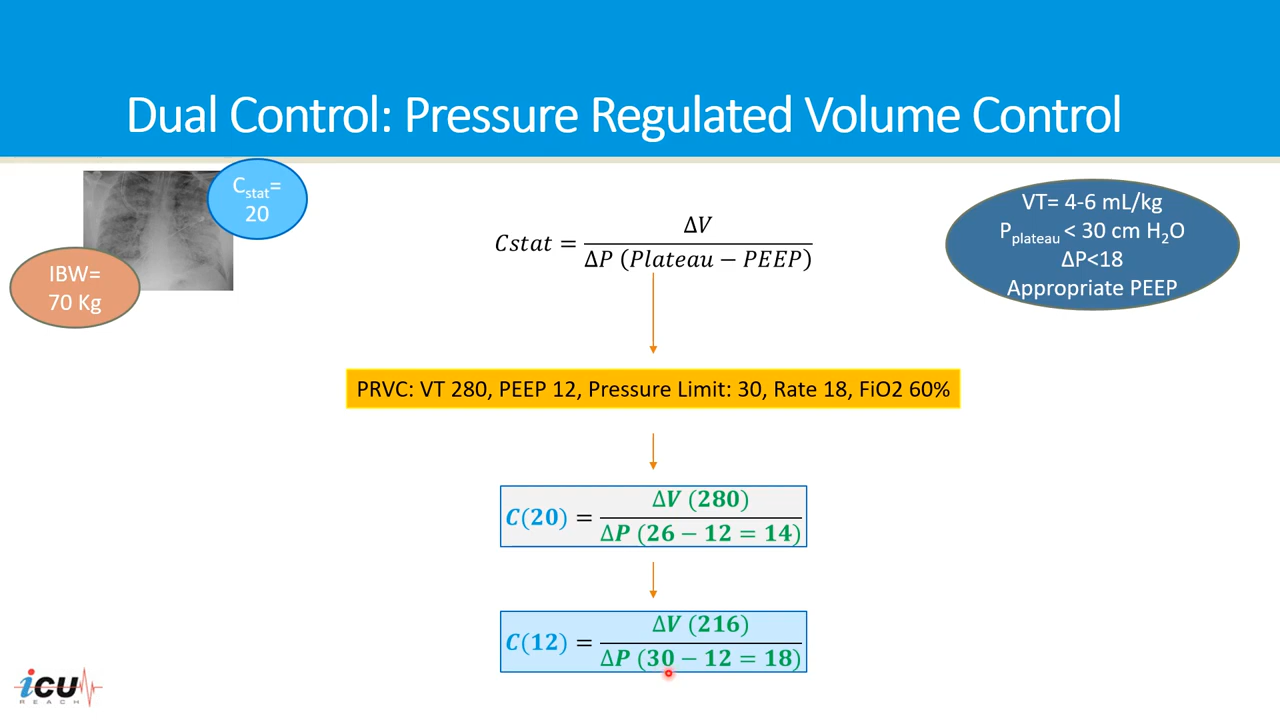 Dual Control: Pressure Regulated Volume Control
C_stat=
20
IBW=
70 Kg
Cstat = ΔV / ΔP (Plateau − PEEP)
VT= 4-6 mL/kg
P_plateau < 30 cm H₂O
ΔP<18
Appropriate PEEP
PRVC: VT 280, PEEP 12, Pressure Limit: 30, Rate 18, FiO2 60%
C(20) = ΔV (280) / ΔP (26 − 12 = 14)
C(12) = ΔV (216) / ΔP (30 − 12 = 18)
iCU
REACH